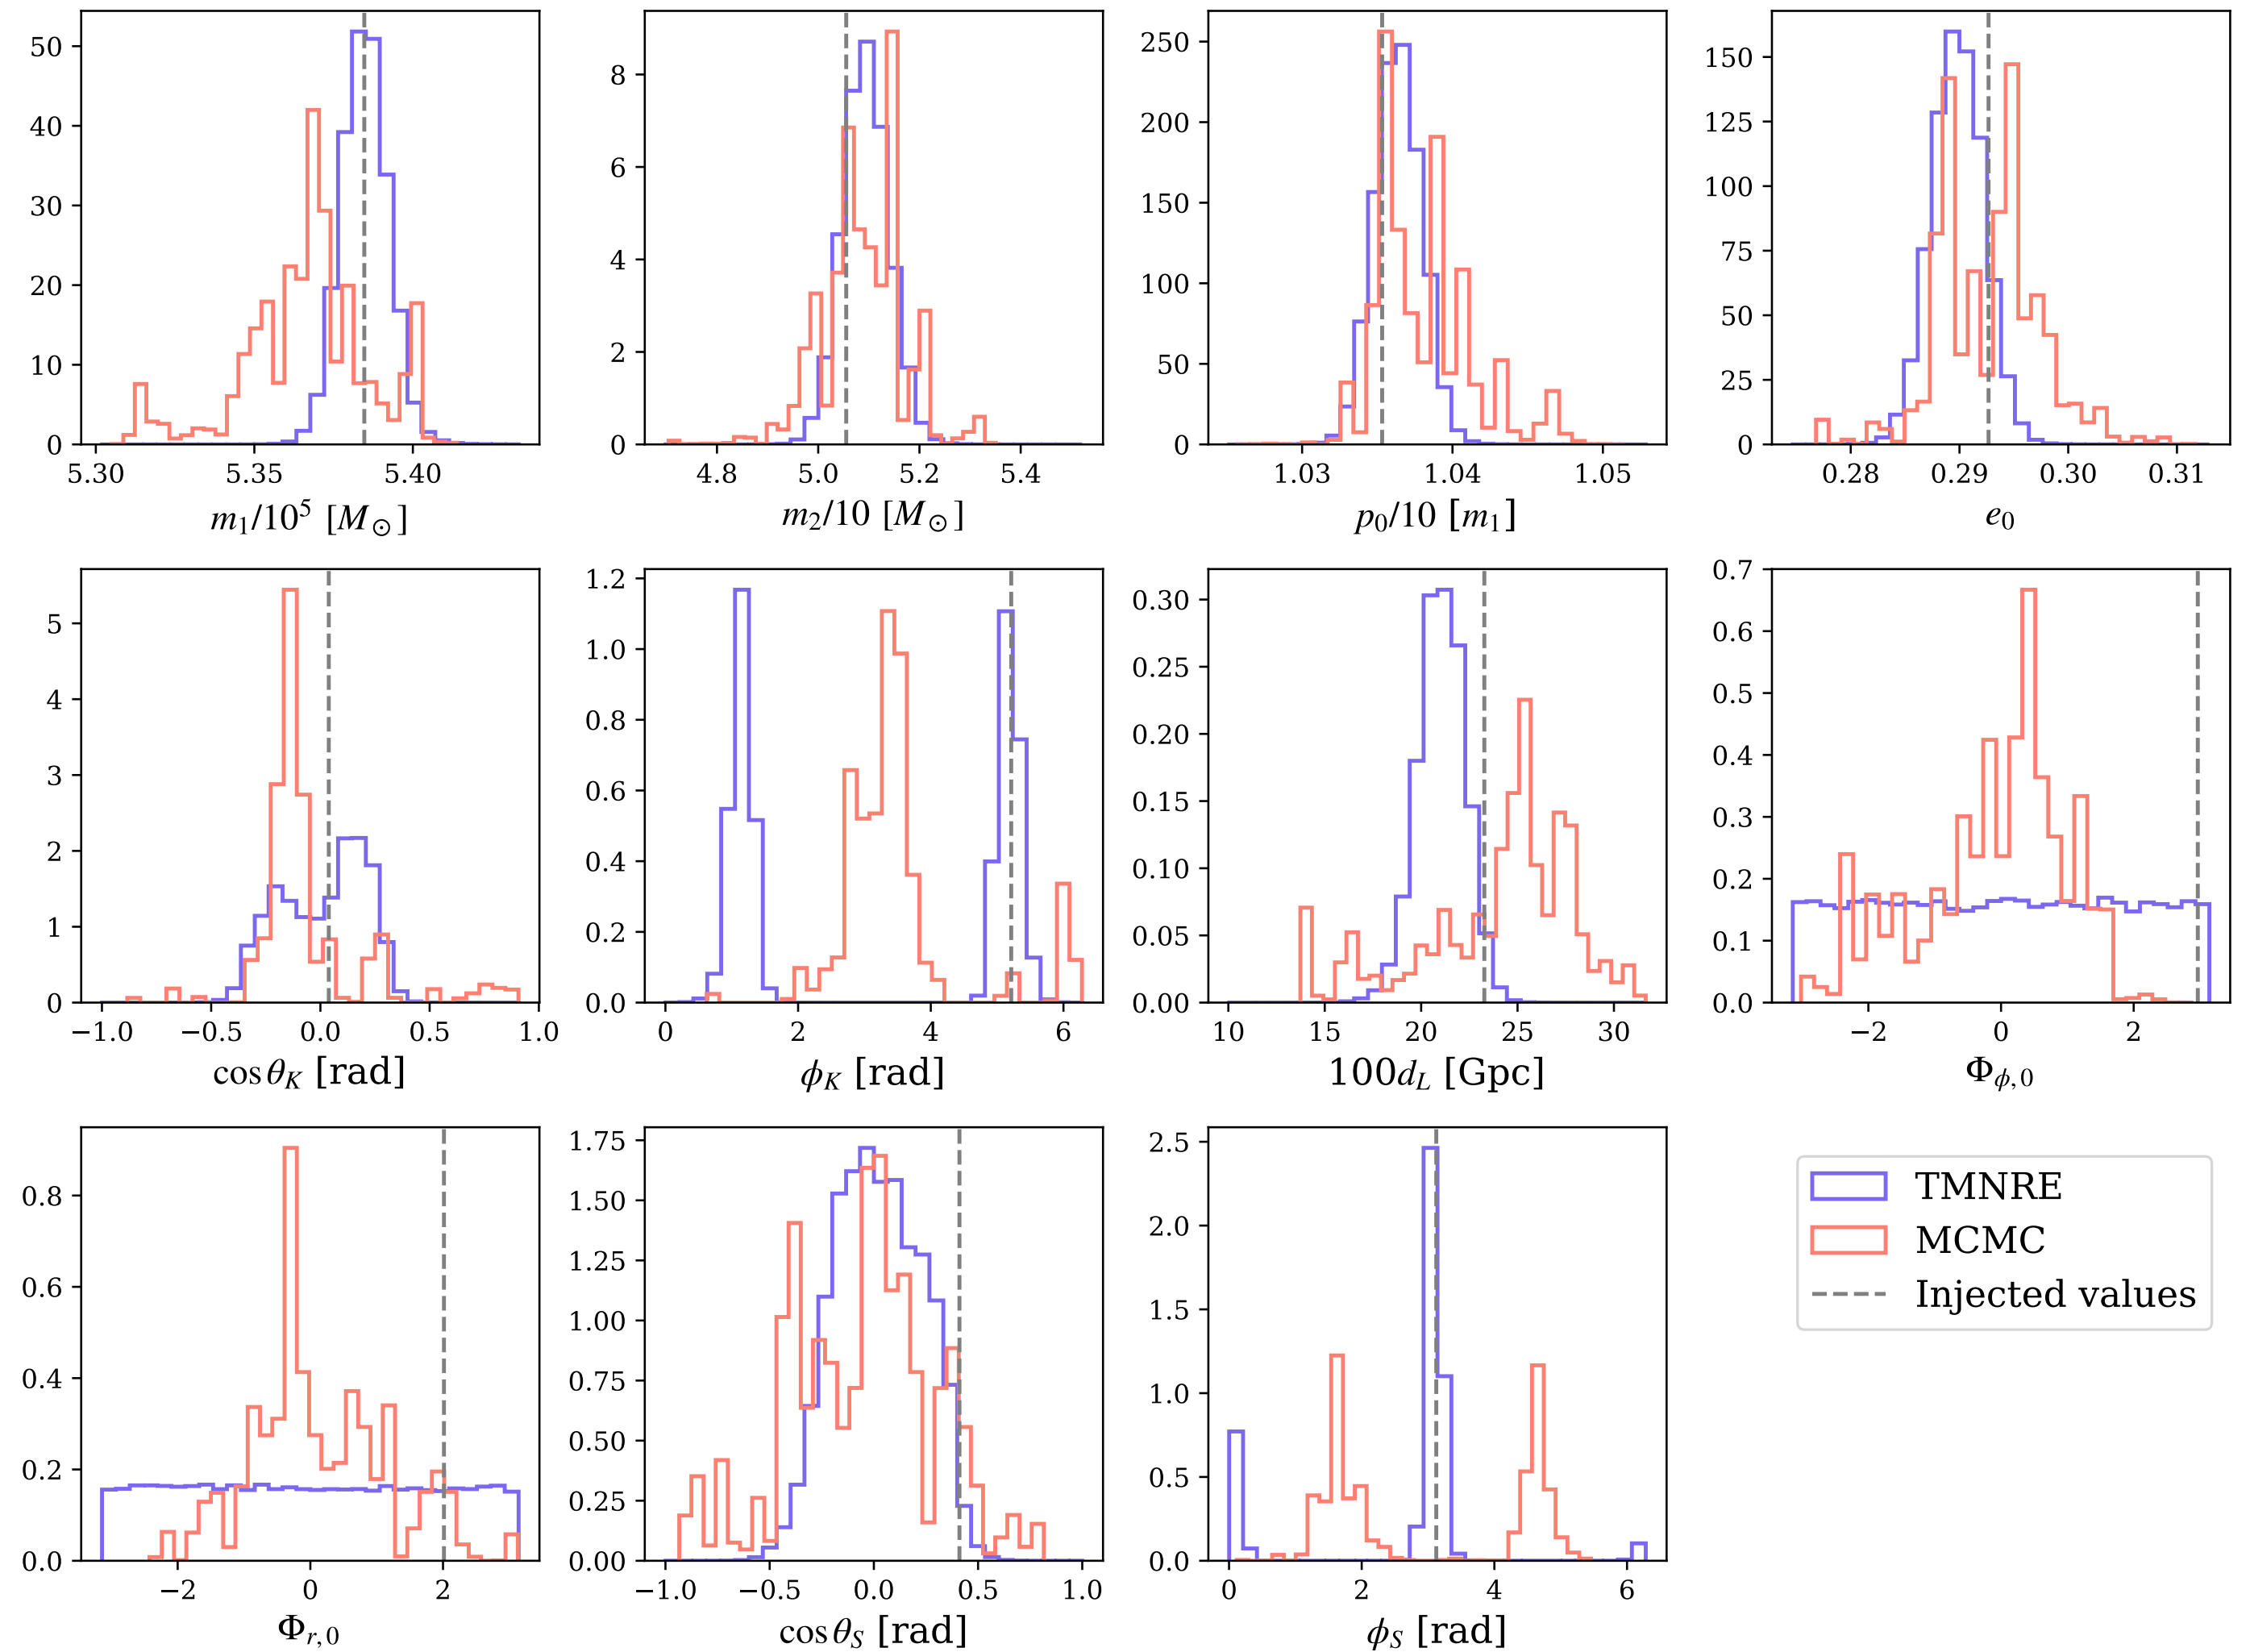 50
40
30
20
10
0
5.30 5.35 5.40
m₁/10⁵ [M⊙]
8
6
4
2
0
4.8 5.0 5.2 5.4
m₂/10 [M⊙]
250
200
150
100
50
0
1.03 1.04 1.05
p₀/10 [m₁]
150
125
100
75
50
25
0
0.28 0.29 0.30 0.31
e₀
5
4
3
2
1
0
−1.0 −0.5 0.0 0.5 1.0
cos θ_K [rad]
1.2
1.0
0.8
0.6
0.4
0.2
0.0
0 2 4 6
ϕ_K [rad]
0.30
0.25
0.20
0.15
0.10
0.05
0.00
10 15 20 25 30
100d_L [Gpc]
0.7
0.6
0.5
0.4
0.3
0.2
0.1
0.0
−2 0 2
Φ_ϕ,0
0.8
0.6
0.4
0.2
0.0
−2 0 2
Φ_r,0
1.75
1.50
1.25
1.00
0.75
0.50
0.25
0.00
−1.0 −0.5 0.0 0.5 1.0
cos θ_S [rad]
2.5
2.0
1.5
1.0
0.5
0.0
0 2 4 6
ϕ_S [rad]
TMNRE
MCMC
Injected values